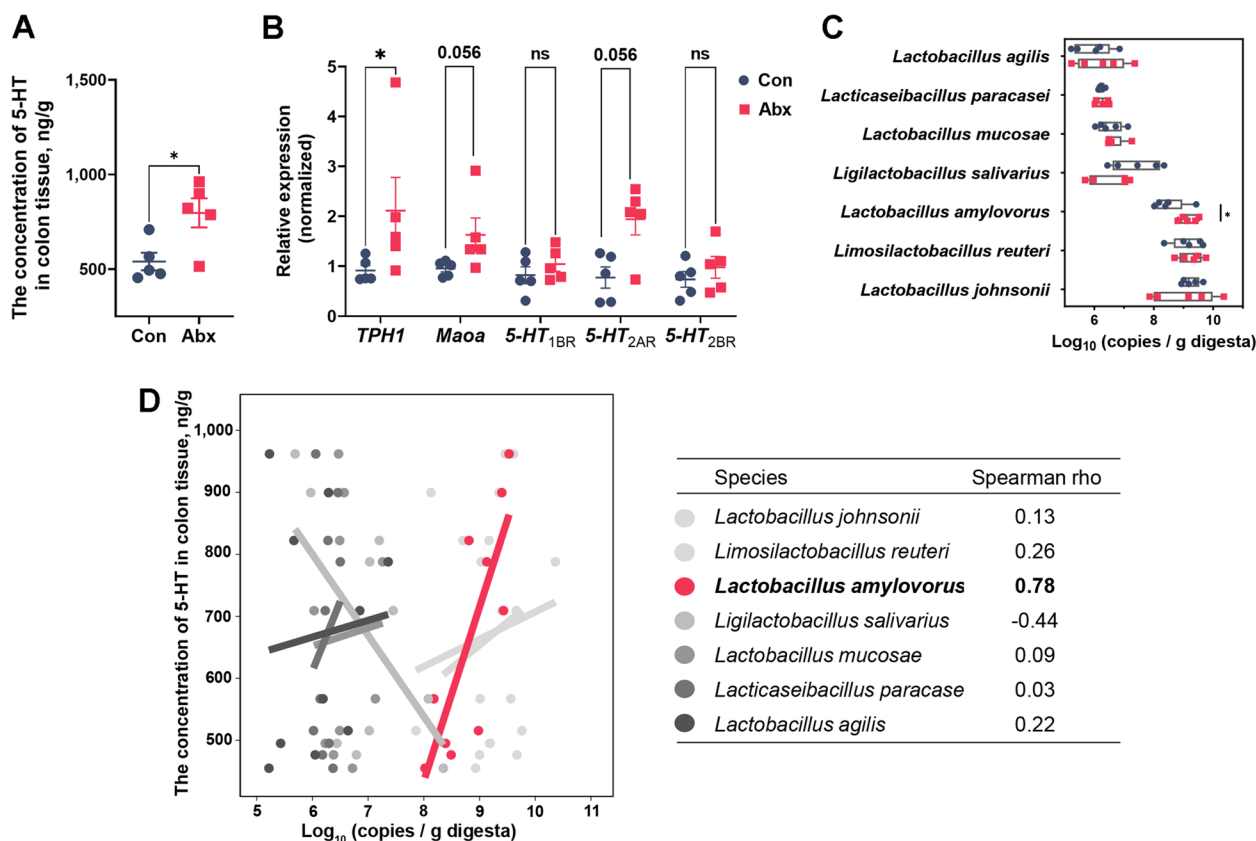 A
The concentration of 5-HT
in colon tissue, ng/g
1,500
1,000
500
*
Con
Abx
B
Relative expression
(normalized)
5
4
3
2
1
0
*
0.056
ns
0.056
ns
Con
Abx
TPH1
Maoa
5-HT1BR
5-HT2AR
5-HT2BR
C
Lactobacillus agilis
Lacticaseibacillus paracasei
Lactobacillus mucosae
Ligilactobacillus salivarius
Lactobacillus amylovorus
Limosilactobacillus reuteri
Lactobacillus johnsonii
*
6 8 10
Log10 (copies / g digesta)
D
The concentration of 5-HT in colon tissue, ng/g
1,000
900
800
700
600
500
5 6 7 8 9 10 11
Log10 (copies / g digesta)
Species Spearman rho
Lactobacillus johnsonii 0.13
Limosilactobacillus reuteri 0.26
Lactobacillus amylovorus 0.78
Ligilactobacillus salivarius -0.44
Lactobacillus mucosae 0.09
Lacticaseibacillus paracase 0.03
Lactobacillus agilis 0.22